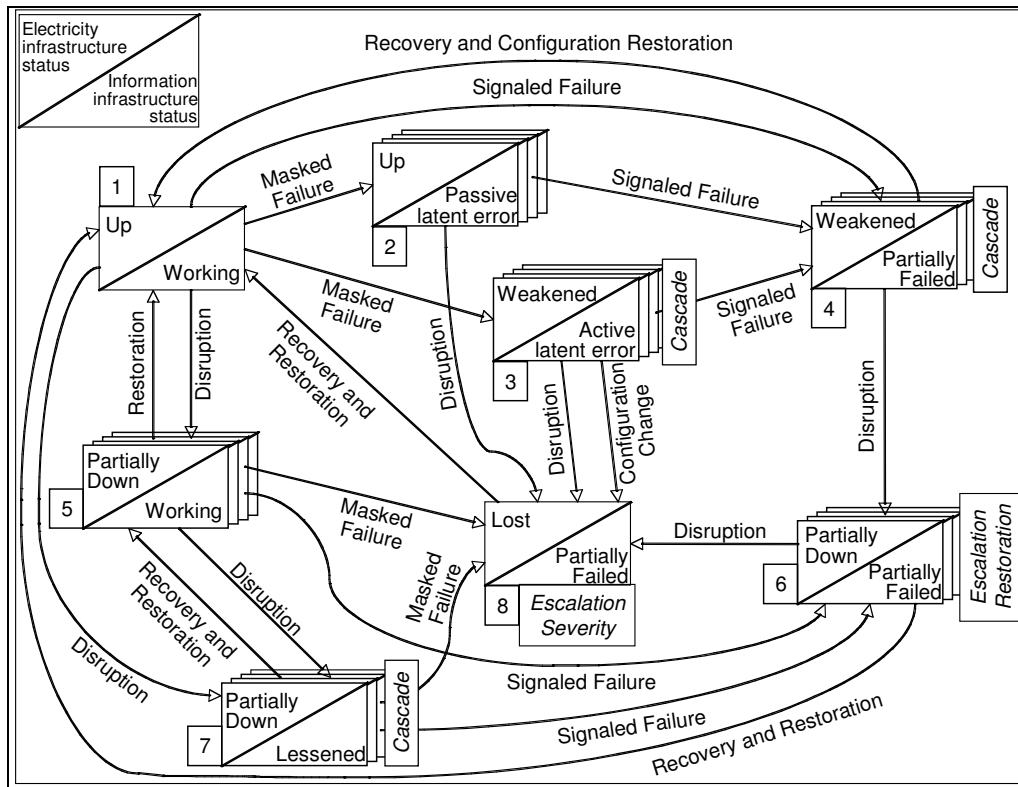 Electricity
infrastructure
status
Information
infrastructure
status
Recovery and Configuration Restoration
Signaled Failure
1
Up
Working
Masked
Failure
Up
Passive
latent error
2
Signaled Failure
Weakened
Partially
Failed
Cascade
4
Masked
Failure
Weakened
Active
latent error
Cascade
3
Signaled
Failure
Restoration
Disruption
Recovery and
Restoration
Disruption
Disruption
Configuration
Change
Disruption
Partially
Down
Working
5
Masked
Failure
Lost
Partially
Failed
8
Escalation
Severity
Disruption
Partially
Down
Partially
Failed
6
Escalation
Restoration
Recovery and
Restoration
Disruption
Masked
Failure
Disruption
Signaled Failure
Partially
Down
Lessened
Cascade
7
Signaled Failure
Recovery and Restoration